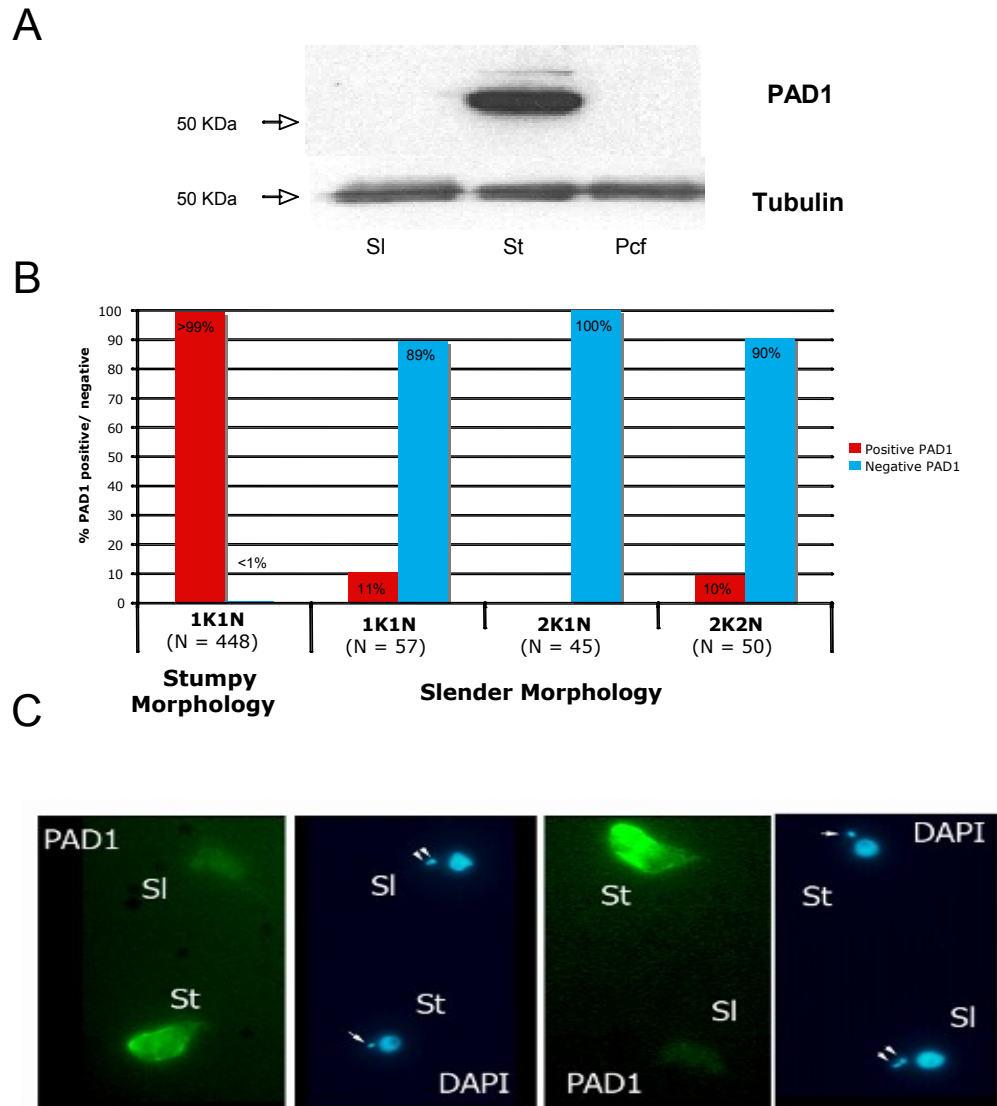 A
50 KDa
PAD1
50 KDa
Tubulin
Sl St Pcf
B
% PAD1 positive/ negative
100
90
80
70
60
50
40
30
20
10
0
>99%
<1%
11%
89%
100%
10%
90%
Positive PAD1
Negative PAD1
1K1N 1K1N 2K1N 2K2N
(N = 448) (N = 57) (N = 45) (N = 50)
Stumpy
Morphology
Slender Morphology
C
PAD1
Sl
St
Sl
St
DAPI
St
Sl
PAD1
DAPI
St
Sl